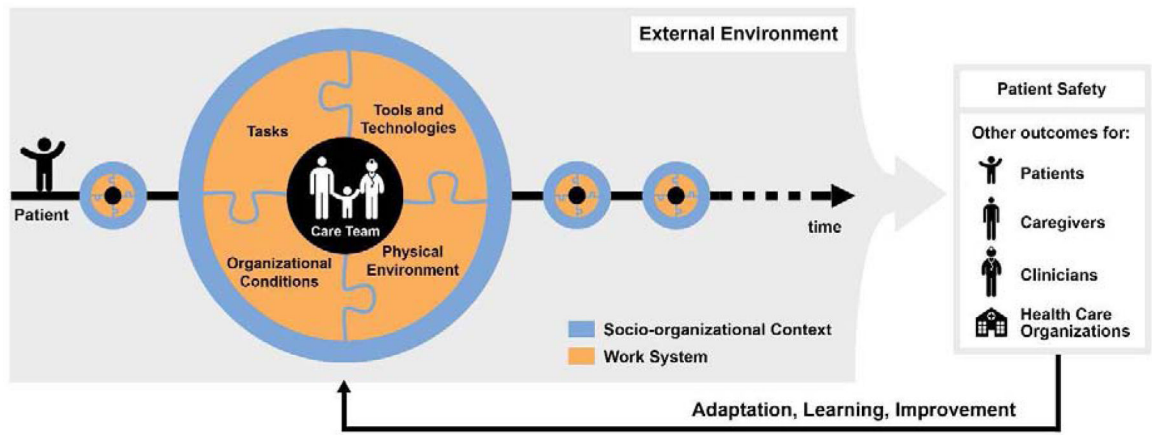 External Environment
Tasks
Tools and
Technologies
Patient
Care Team
Organizational
Conditions
Physical
Environment
time
Socio-organizational Context
Work System
Patient Safety
Other outcomes for:
Patients
Caregivers
Clinicians
Health Care
Organizations
Adaptation, Learning, Improvement